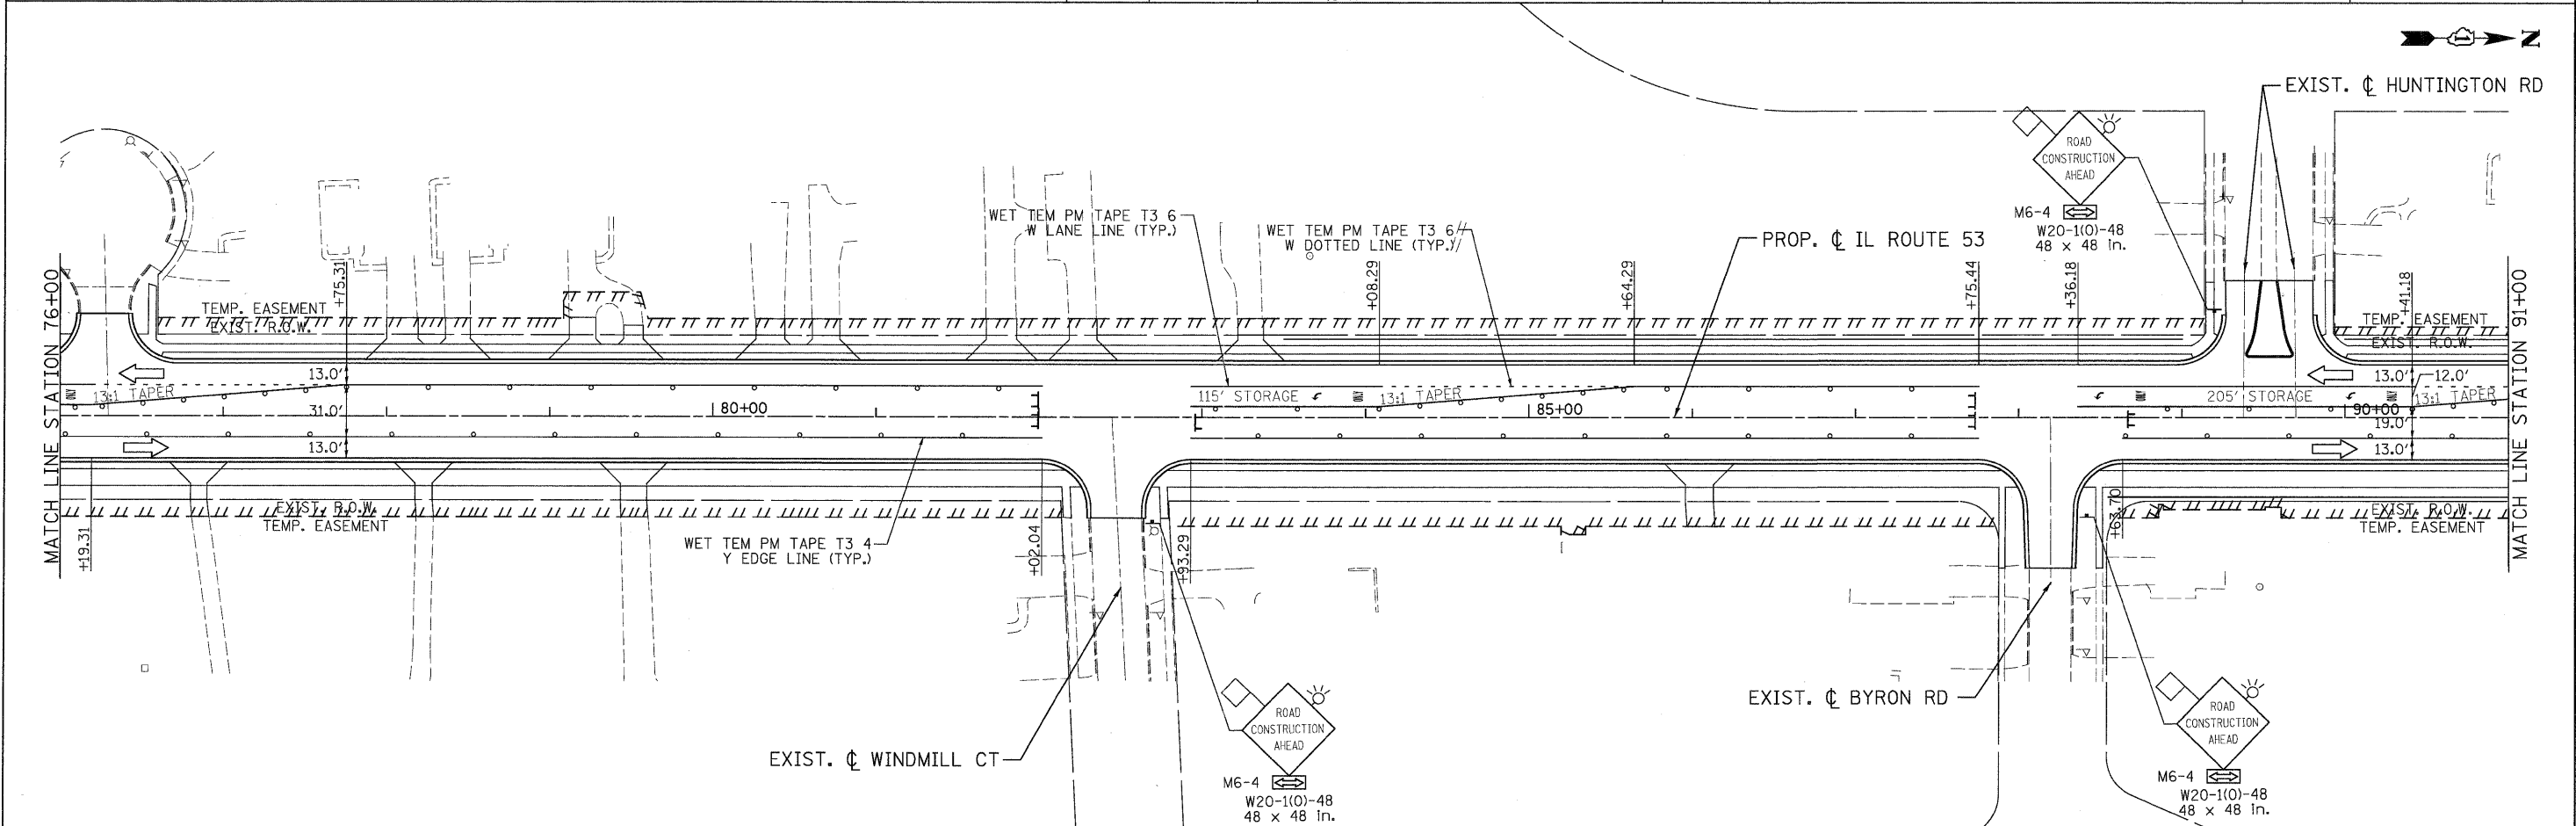 N
EXIST. ℄ HUNTINGTON RD
ROAD
CONSTRUCTION
AHEAD
M6-4
W20-1(O)-48
48 x 48 in.
WET TEM PM TAPE T3 6
W LANE LINE (TYP.)
WET TEM PM TAPE T3 6
W DOTTED LINE (TYP.)
PROP. ℄ IL ROUTE 53
MATCH LINE STATION 76+00
+75.31
+08.29
+64.29
+75.44
+36.18
+41.18
MATCH LINE STATION 91+00
TEMP. EASEMENT
EXIST. R.O.W.
TEMP. EASEMENT
EXIST. R.O.W.
13.0'
13.0'
12.0'
ONLY
13:1 TAPER
115' STORAGE
ONLY
13:1 TAPER
ONLY
205' STORAGE
ONLY
13:1 TAPER
31.0'
80+00
85+00
90+00
19.0'
13.0'
13.0'
EXIST. R.O.W.
TEMP. EASEMENT
EXIST. R.O.W.
TEMP. EASEMENT
+19.31
+02.04
+93.29
+63.70
WET TEM PM TAPE T3 4
Y EDGE LINE (TYP.)
EXIST. ℄ WINDMILL CT
ROAD
CONSTRUCTION
AHEAD
M6-4
W20-1(O)-48
48 x 48 in.
EXIST. ℄ BYRON RD
ROAD
CONSTRUCTION
AHEAD
M6-4
W20-1(O)-48
48 x 48 in.